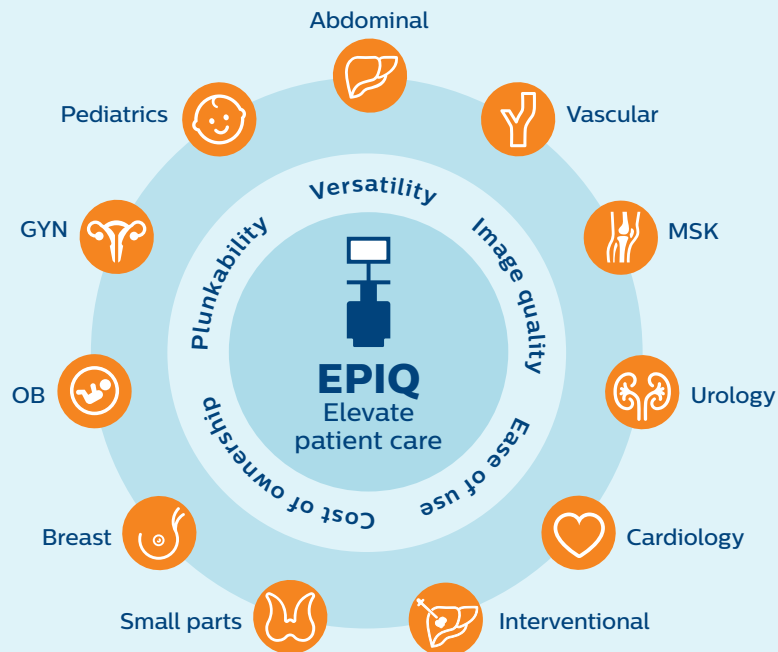 Abdominal
Vascular
MSK
Urology
Cardiology
Interventional
Small parts
Breast
OB
GYN
Pediatrics
Versatility
Image quality
Ease of use
Cost of ownership
Plunkability
EPIQ
Elevate
patient care